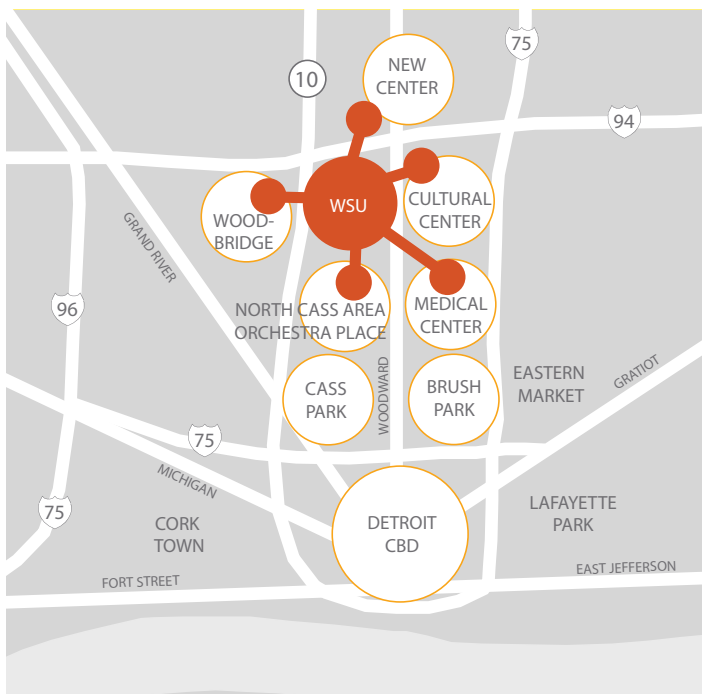 75
NEW
CENTER
10
94
WSU
CULTURAL
CENTER
WOOD-
BRIDGE
GRAND RIVER
96
NORTH CASS AREA
ORCHESTRA PLACE
MEDICAL
CENTER
WOODWARD
CASS
PARK
BRUSH
PARK
EASTERN
MARKET
GRATIOT
75
MICHIGAN
75
CORK
TOWN
DETROIT
CBD
LAFAYETTE
PARK
FORT STREET
EAST JEFFERSON